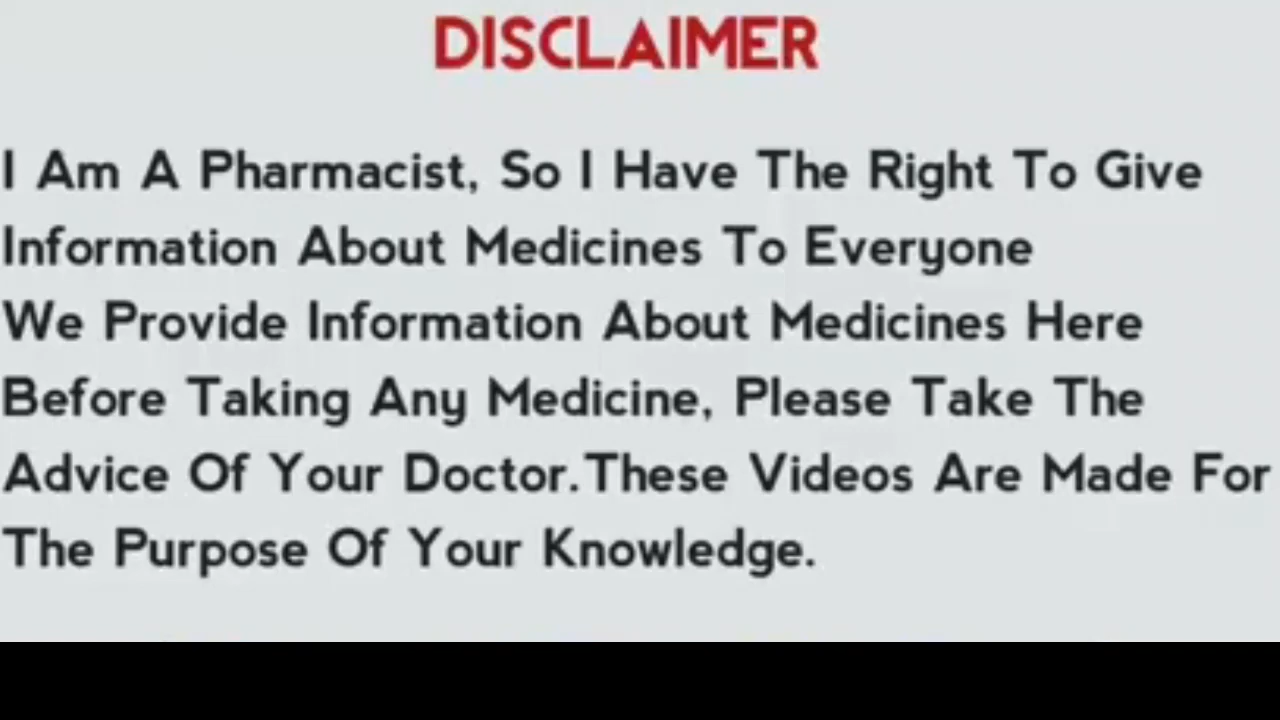 DISCLAIMER
I Am A Pharmacist, So I Have The Right To Give
Information About Medicines To Everyone
We Provide Information About Medicines Here
Before Taking Any Medicine, Please Take The
Advice Of Your Doctor.These Videos Are Made For
The Purpose Of Your Knowledge.